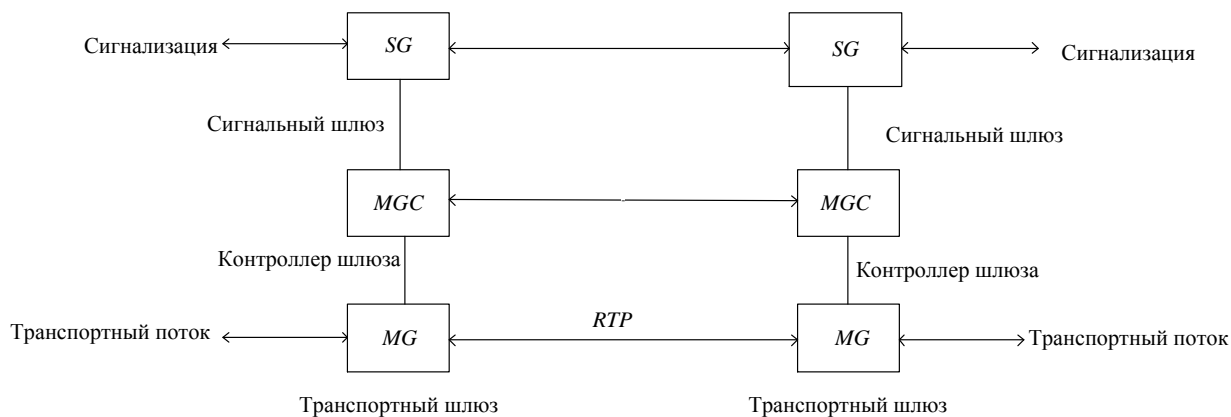 Сигнализация
SG
SG
Сигнализация
Сигнальный шлюз
Сигнальный шлюз
MGC
MGC
Контроллер шлюза
Контроллер шлюза
Транспортный поток
MG
RTP
MG
Транспортный поток
Транспортный шлюз
Транспортный шлюз